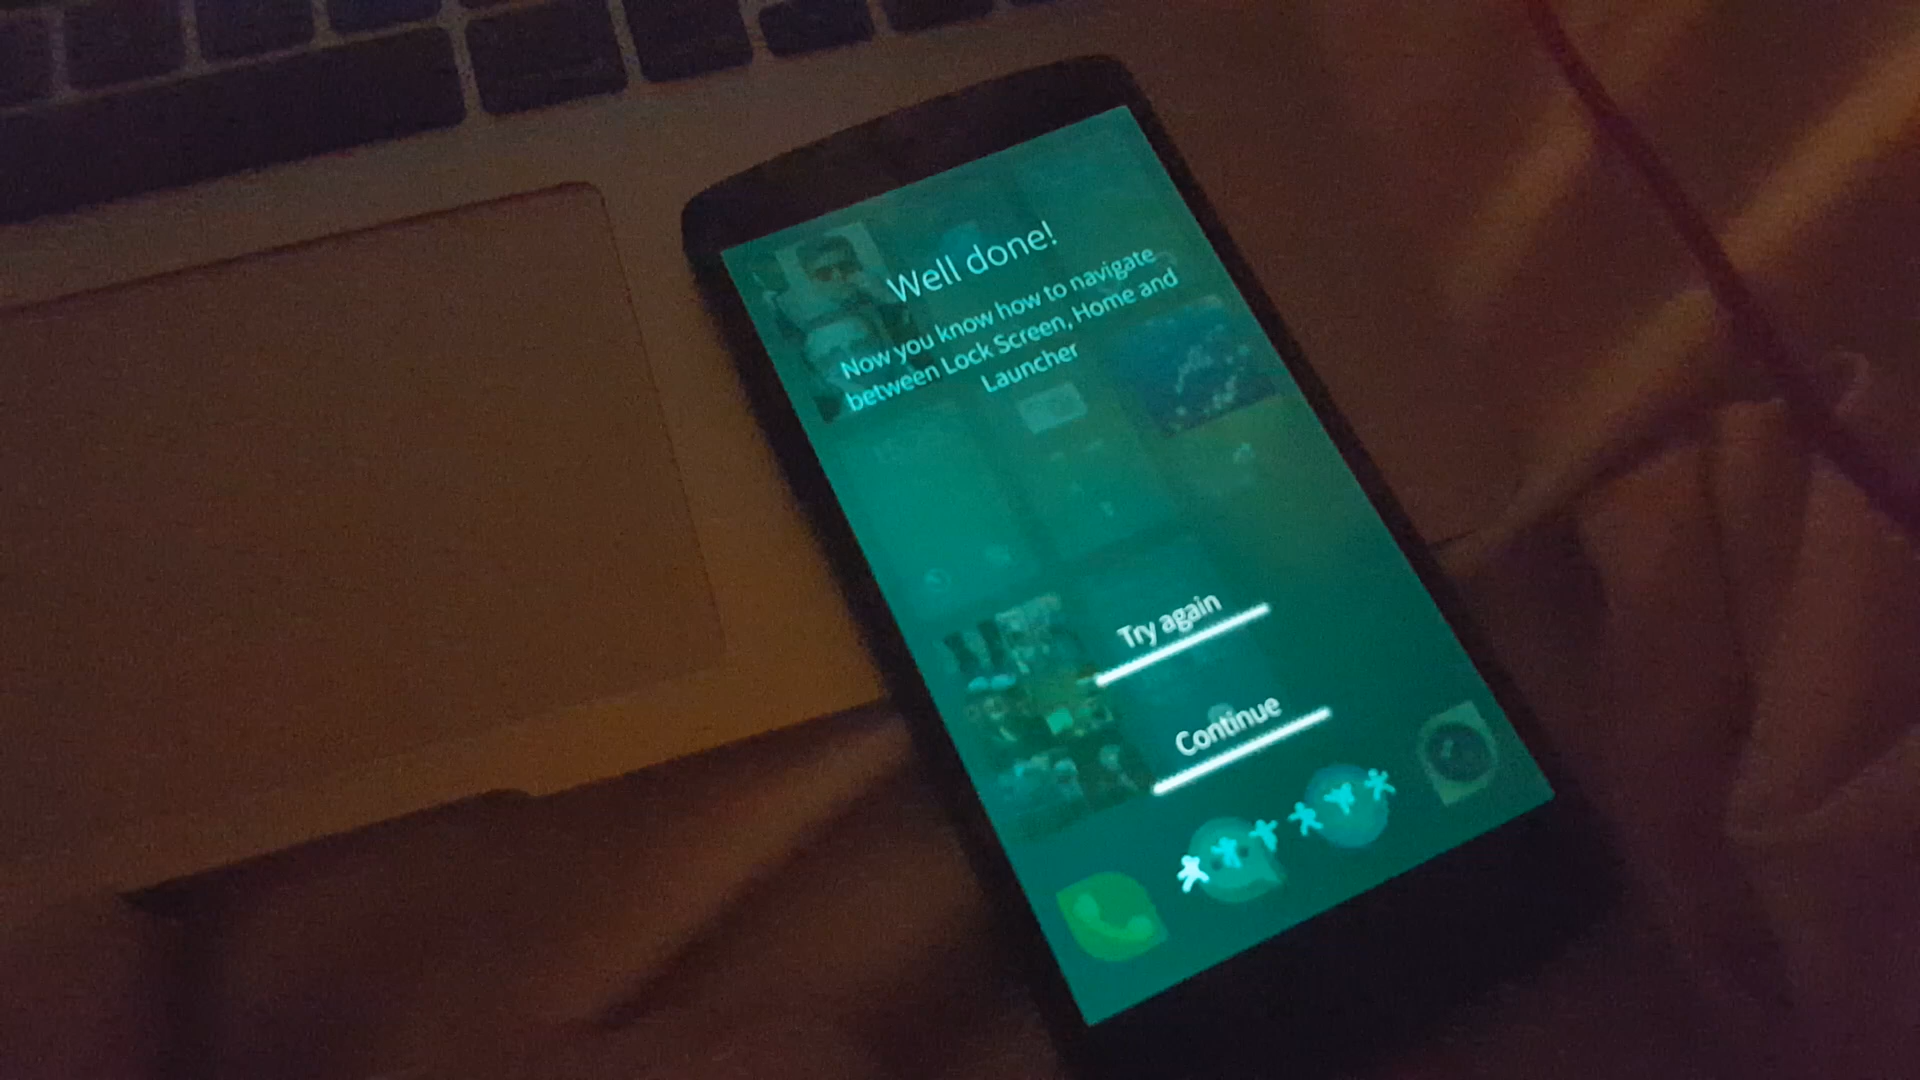 Well done!
Now you know how to navigate
between Lock Screen, Home and
Launcher
Try again
Continue